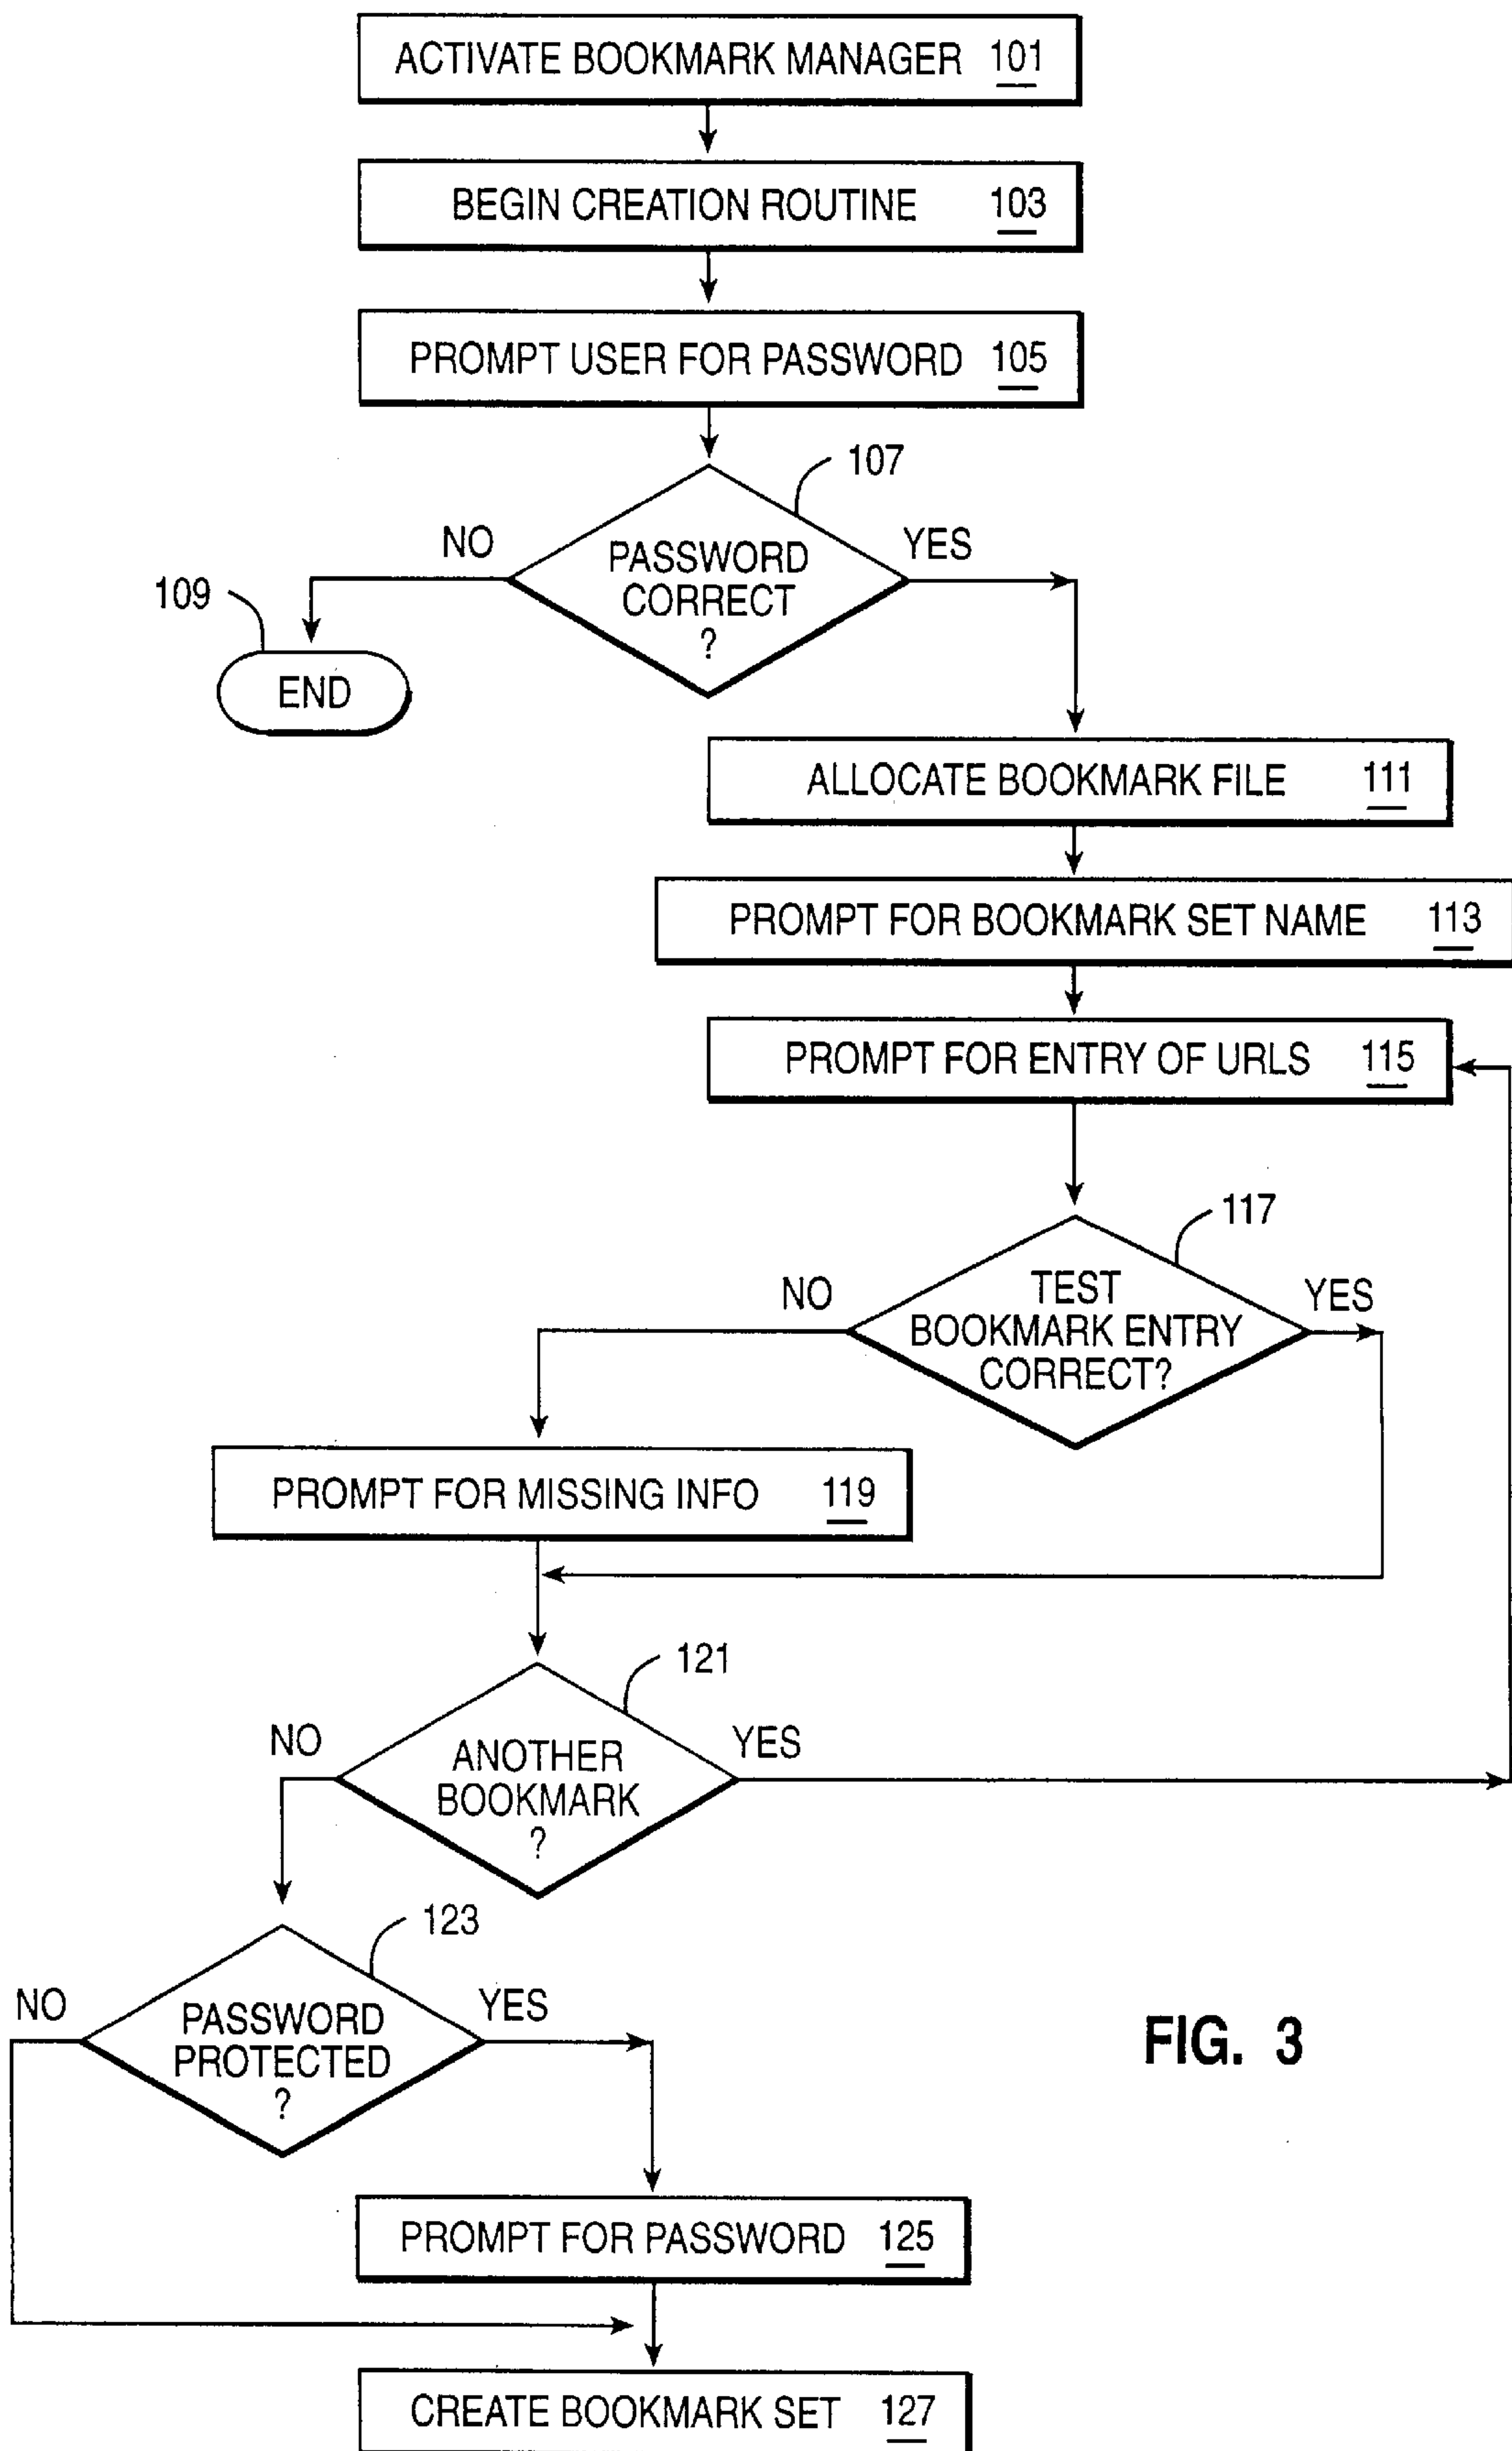 ACTIVATE BOOKMARK MANAGER 101
BEGIN CREATION ROUTINE 103
PROMPT USER FOR PASSWORD 105
107
NO
YES
PASSWORD
CORRECT
?
109
END
ALLOCATE BOOKMARK FILE 111
PROMPT FOR BOOKMARK SET NAME 113
PROMPT FOR ENTRY OF URLS 115
117
NO
YES
TEST
BOOKMARK ENTRY
CORRECT?
PROMPT FOR MISSING INFO 119
121
NO
YES
ANOTHER
BOOKMARK
?
123
NO
YES
PASSWORD
PROTECTED
?
FIG. 3
PROMPT FOR PASSWORD 125
CREATE BOOKMARK SET 127